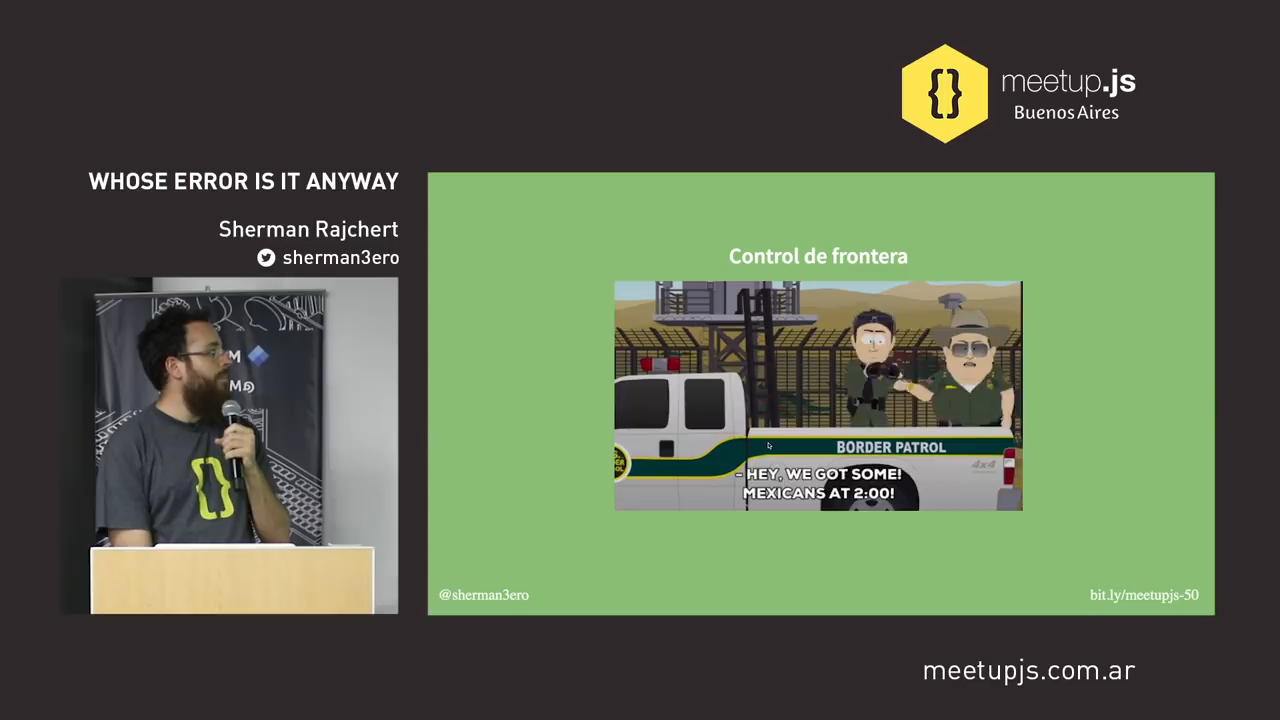 {}
meetup.js
Buenos Aires
WHOSE ERROR IS IT ANYWAY
Sherman Rajchert
sherman3ero
{}
Control de frontera
BORDER PATROL
4x4
- HEY, WE GOT SOME!
MEXICANS AT 2:00!
@sherman3ero
bit.ly/meetupjs-50
meetupjs.com.ar